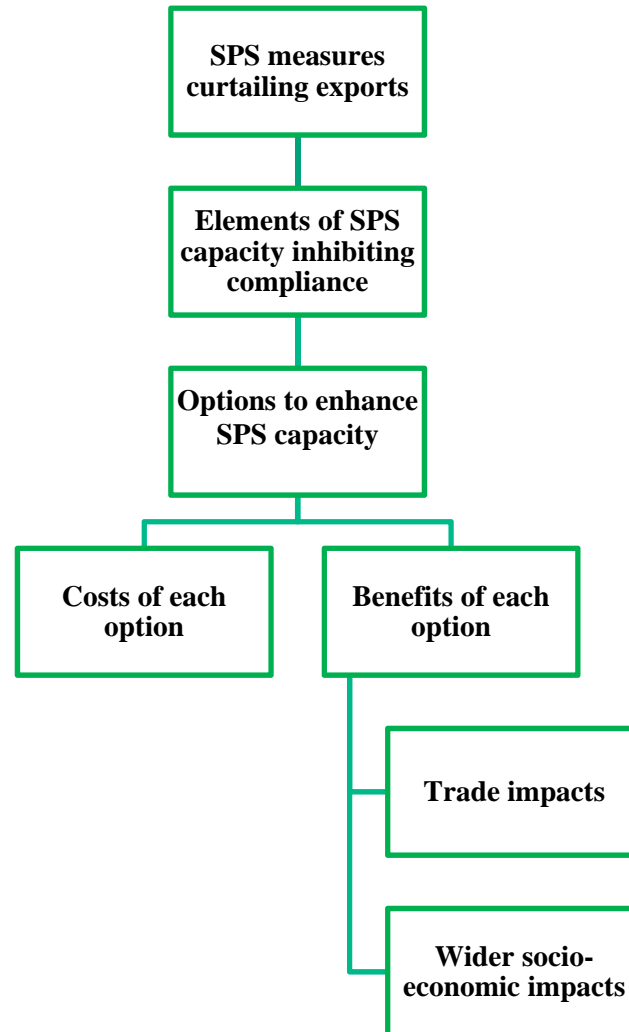 SPS measures
curtailing exports
Elements of SPS
capacity inhibiting
compliance
Options to enhance
SPS capacity
Costs of each
option
Benefits of each
option
Trade impacts
Wider socio-
economic impacts